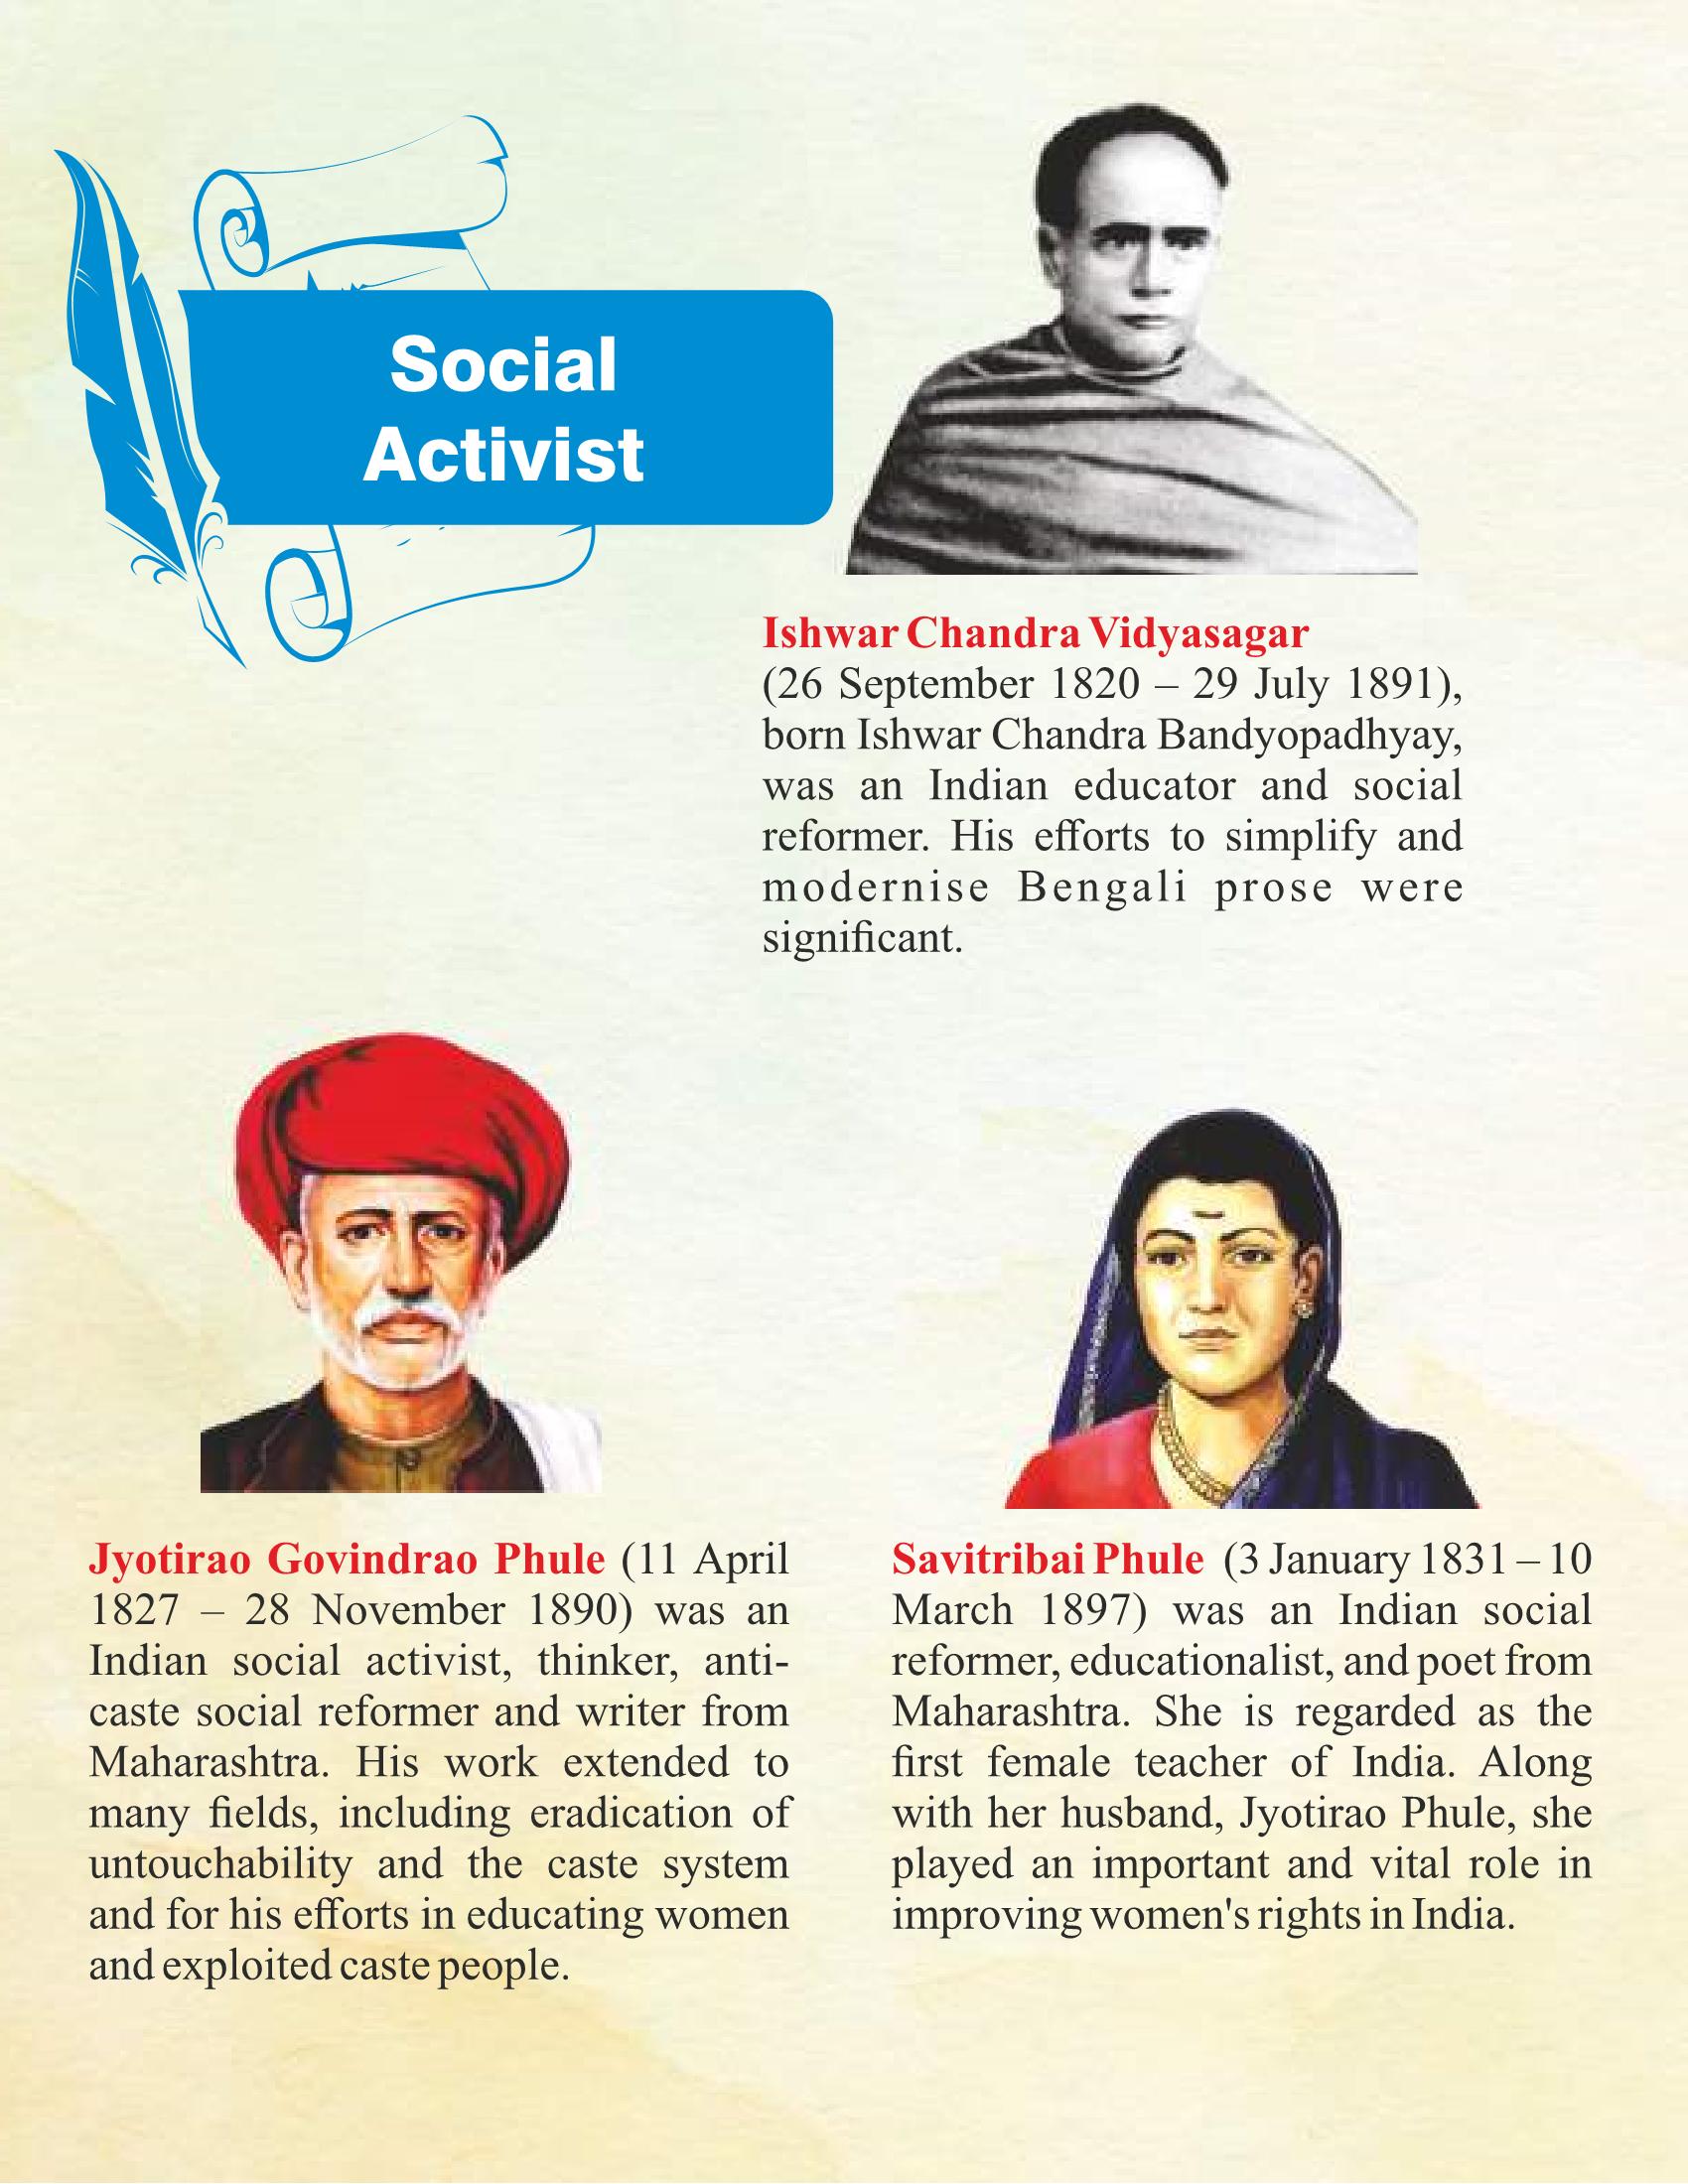 Social
Activist
Ishwar Chandra Vidyasagar
(26 September 1820 – 29 July 1891),
born Ishwar Chandra Bandyopadhyay,
was an Indian educator and social
reformer. His efforts to simplify and
modernise Bengali prose were
significant.
Jyotirao Govindrao Phule (11 April
1827 – 28 November 1890) was an
Indian social activist, thinker, anti-
caste social reformer and writer from
Maharashtra. His work extended to
many fields, including eradication of
untouchability and the caste system
and for his efforts in educating women
and exploited caste people.
Savitribai Phule (3 January 1831 – 10
March 1897) was an Indian social
reformer, educationalist, and poet from
Maharashtra. She is regarded as the
first female teacher of India. Along
with her husband, Jyotirao Phule, she
played an important and vital role in
improving women's rights in India.